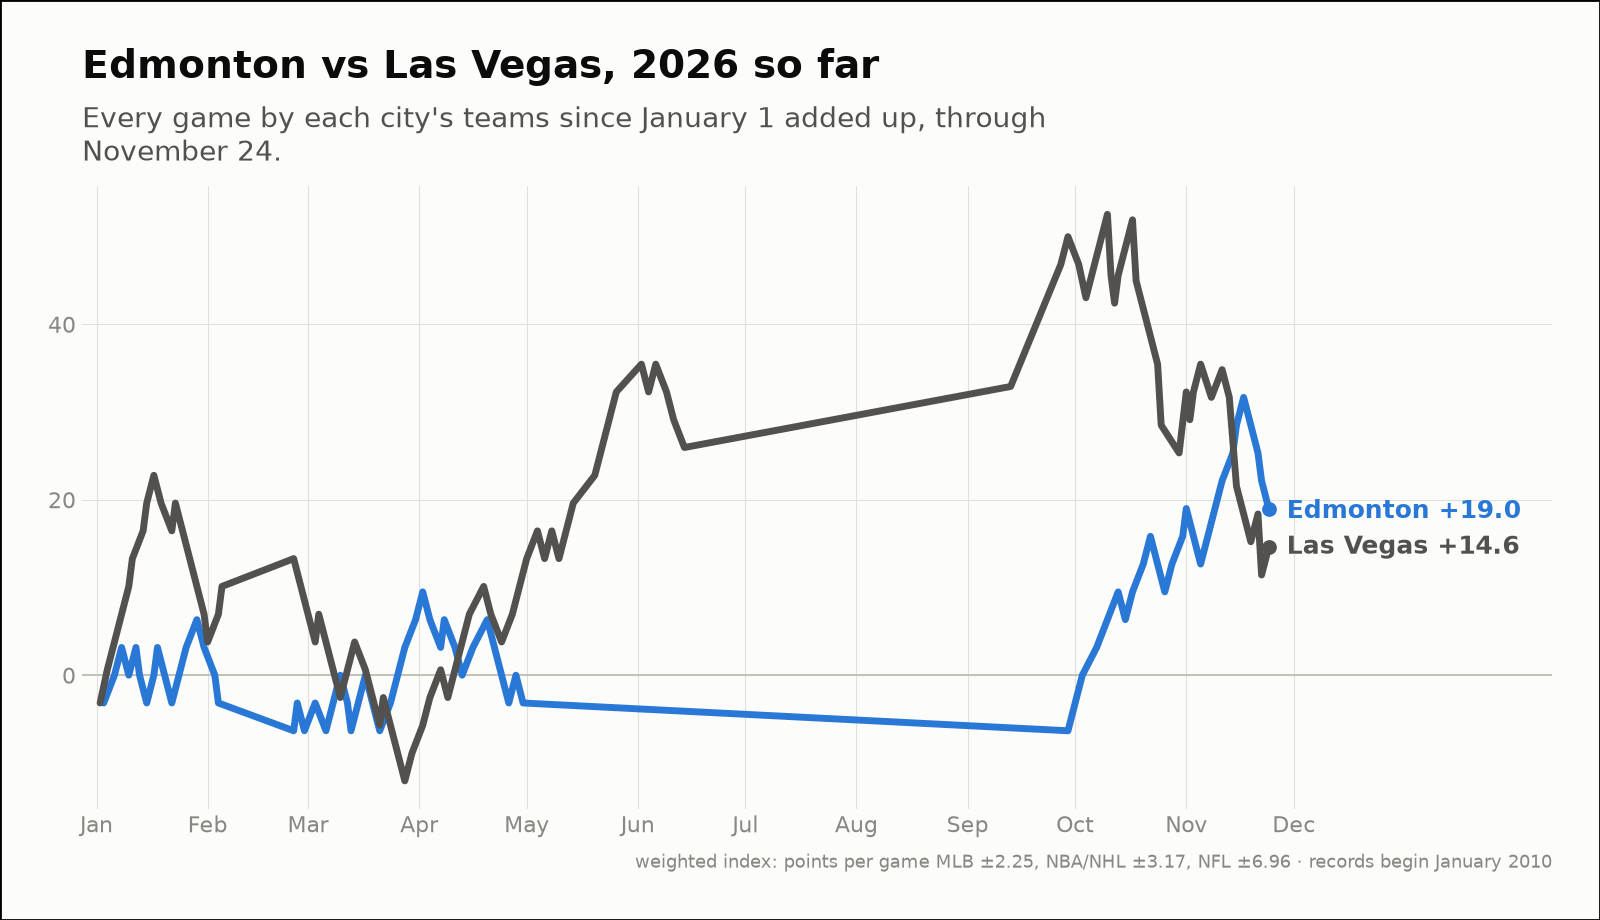 Edmonton vs Las Vegas, 2026 so far
Every game by each city's teams since January 1 added up, through
November 24.
40
20
0
Edmonton +19.0
Las Vegas +14.6
Jan Feb Mar Apr May Jun Jul Aug Sep Oct Nov Dec
weighted index: points per game MLB ±2.25, NBA/NHL ±3.17, NFL ±6.96 · records begin January 2010